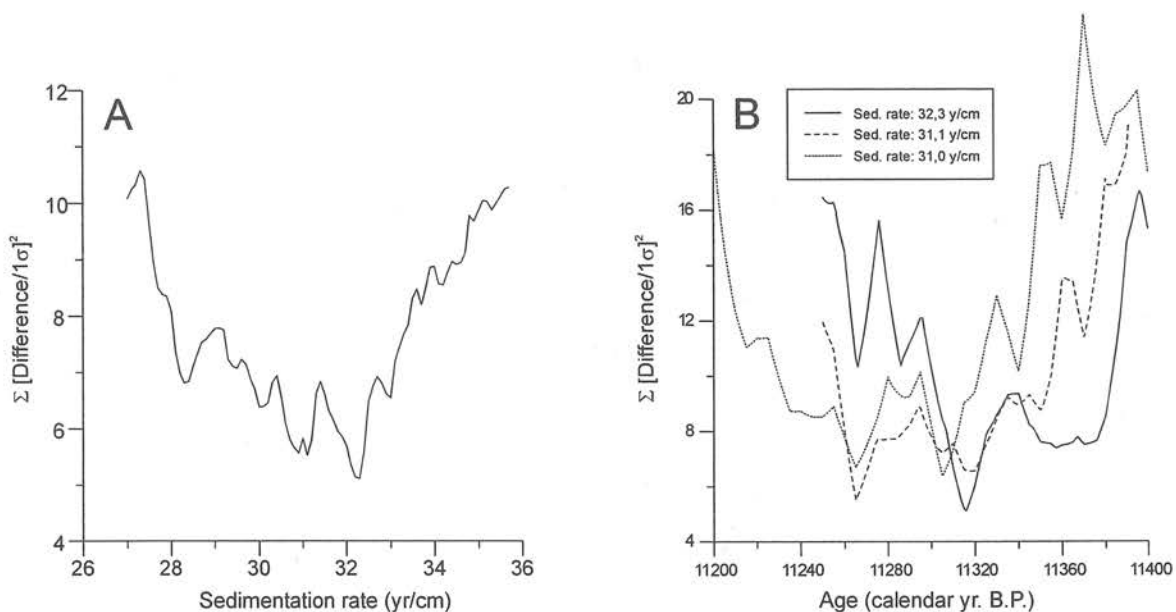 A
Σ [Difference/1σ]²
12
10
8
6
4
26
28
30
32
34
36
Sedimentation rate (yr/cm)
B
Sed. rate: 32,3 y/cm
Sed. rate: 31,1 y/cm
Sed. rate: 31,0 y/cm
Σ [Difference/1σ]²
20
16
12
8
4
11200
11240
11280
11320
11360
11400
Age (calendar yr. B.P.)